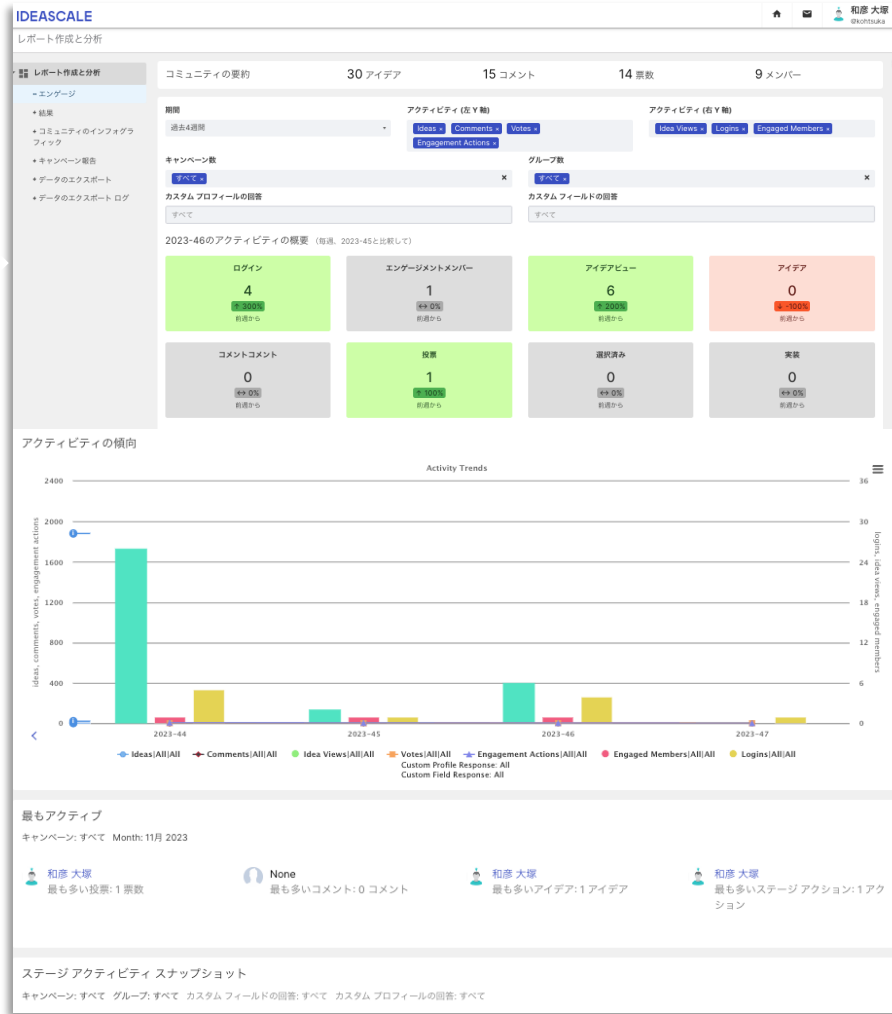 IDEASCALE
和彦 大塚
@kohtsuka
レポート作成と分析
レポート作成と分析
エンゲージ
結果
コミュニティのインフォグラ
フィック
キャンペーン報告
データのエクスポート
データのエクスポート ログ
コミュニティの要約 30 アイデア 15 コメント 14 票数 9 メンバー
期間 アクティビティ (左 Y 軸) アクティビティ (右 Y 軸)
過去4週間 Ideas × Comments × Votes × Idea Views × Logins × Engaged Members ×
Engagement Actions ×
キャンペーン数 グループ数
すべて × × すべて × ×
カスタム プロフィールの回答 カスタム フィールドの回答
すべて すべて
2023-46のアクティビティの概要 (毎週、2023-45と比較して)
ログイン エンゲージメントメンバー アイデアビュー アイデア
4 1 6 0
↑ 300% ↔ 0% ↑ 200% ↓ -100%
前週から 前週から 前週から 前週から
コメントコメント 投票 選択済み 実装
0 1 0 0
↔ 0% ↑ 100% ↔ 0% ↔ 0%
前週から 前週から 前週から 前週から
アクティビティの傾向
Activity Trends
2400 36
2000 30
1600 24
1200 18
800 12
400 6
0 0
ideas, comments, votes, engagement actions
logins, idea views, engaged members
2023-44 2023-45 2023-46 2023-47
Ideas|All|All Comments|All|All Idea Views|All|All Votes|All|All Engagement Actions|All|All Engaged Members|All|All Logins|All|All
Custom Profile Response: All
Custom Field Response: All
最もアクティブ
キャンペーン: すべて Month: 11月 2023
和彦 大塚
最も多い投票: 1 票数
None
最も多いコメント: 0 コメント
和彦 大塚
最も多いアイデア: 1 アイデア
和彦 大塚
最も多いステージ アクション: 1 アク
ション
ステージ アクティビティ スナップショット
キャンペーン: すべて グループ: すべて カスタム フィールドの回答: すべて カスタム プロフィールの回答: すべて